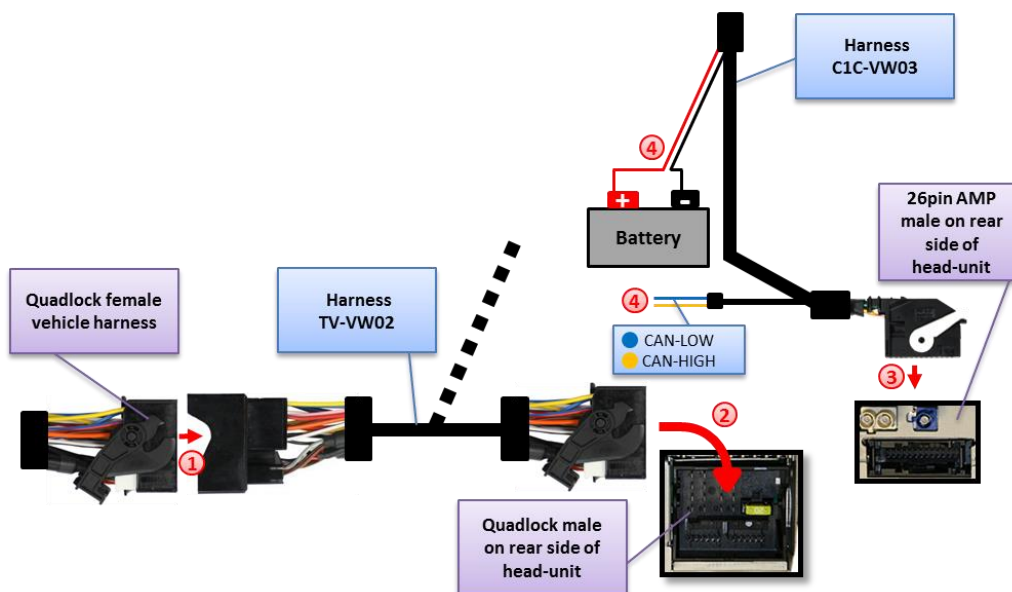 Harness
C1C-VW03
4
+
-
Battery
26pin AMP
male on rear
side of
head-unit
Quadlock female
vehicle harness
Harness
TV-VW02
4
CAN-LOW
CAN-HIGH
3
1
2
Quadlock male
on rear side of
head-unit